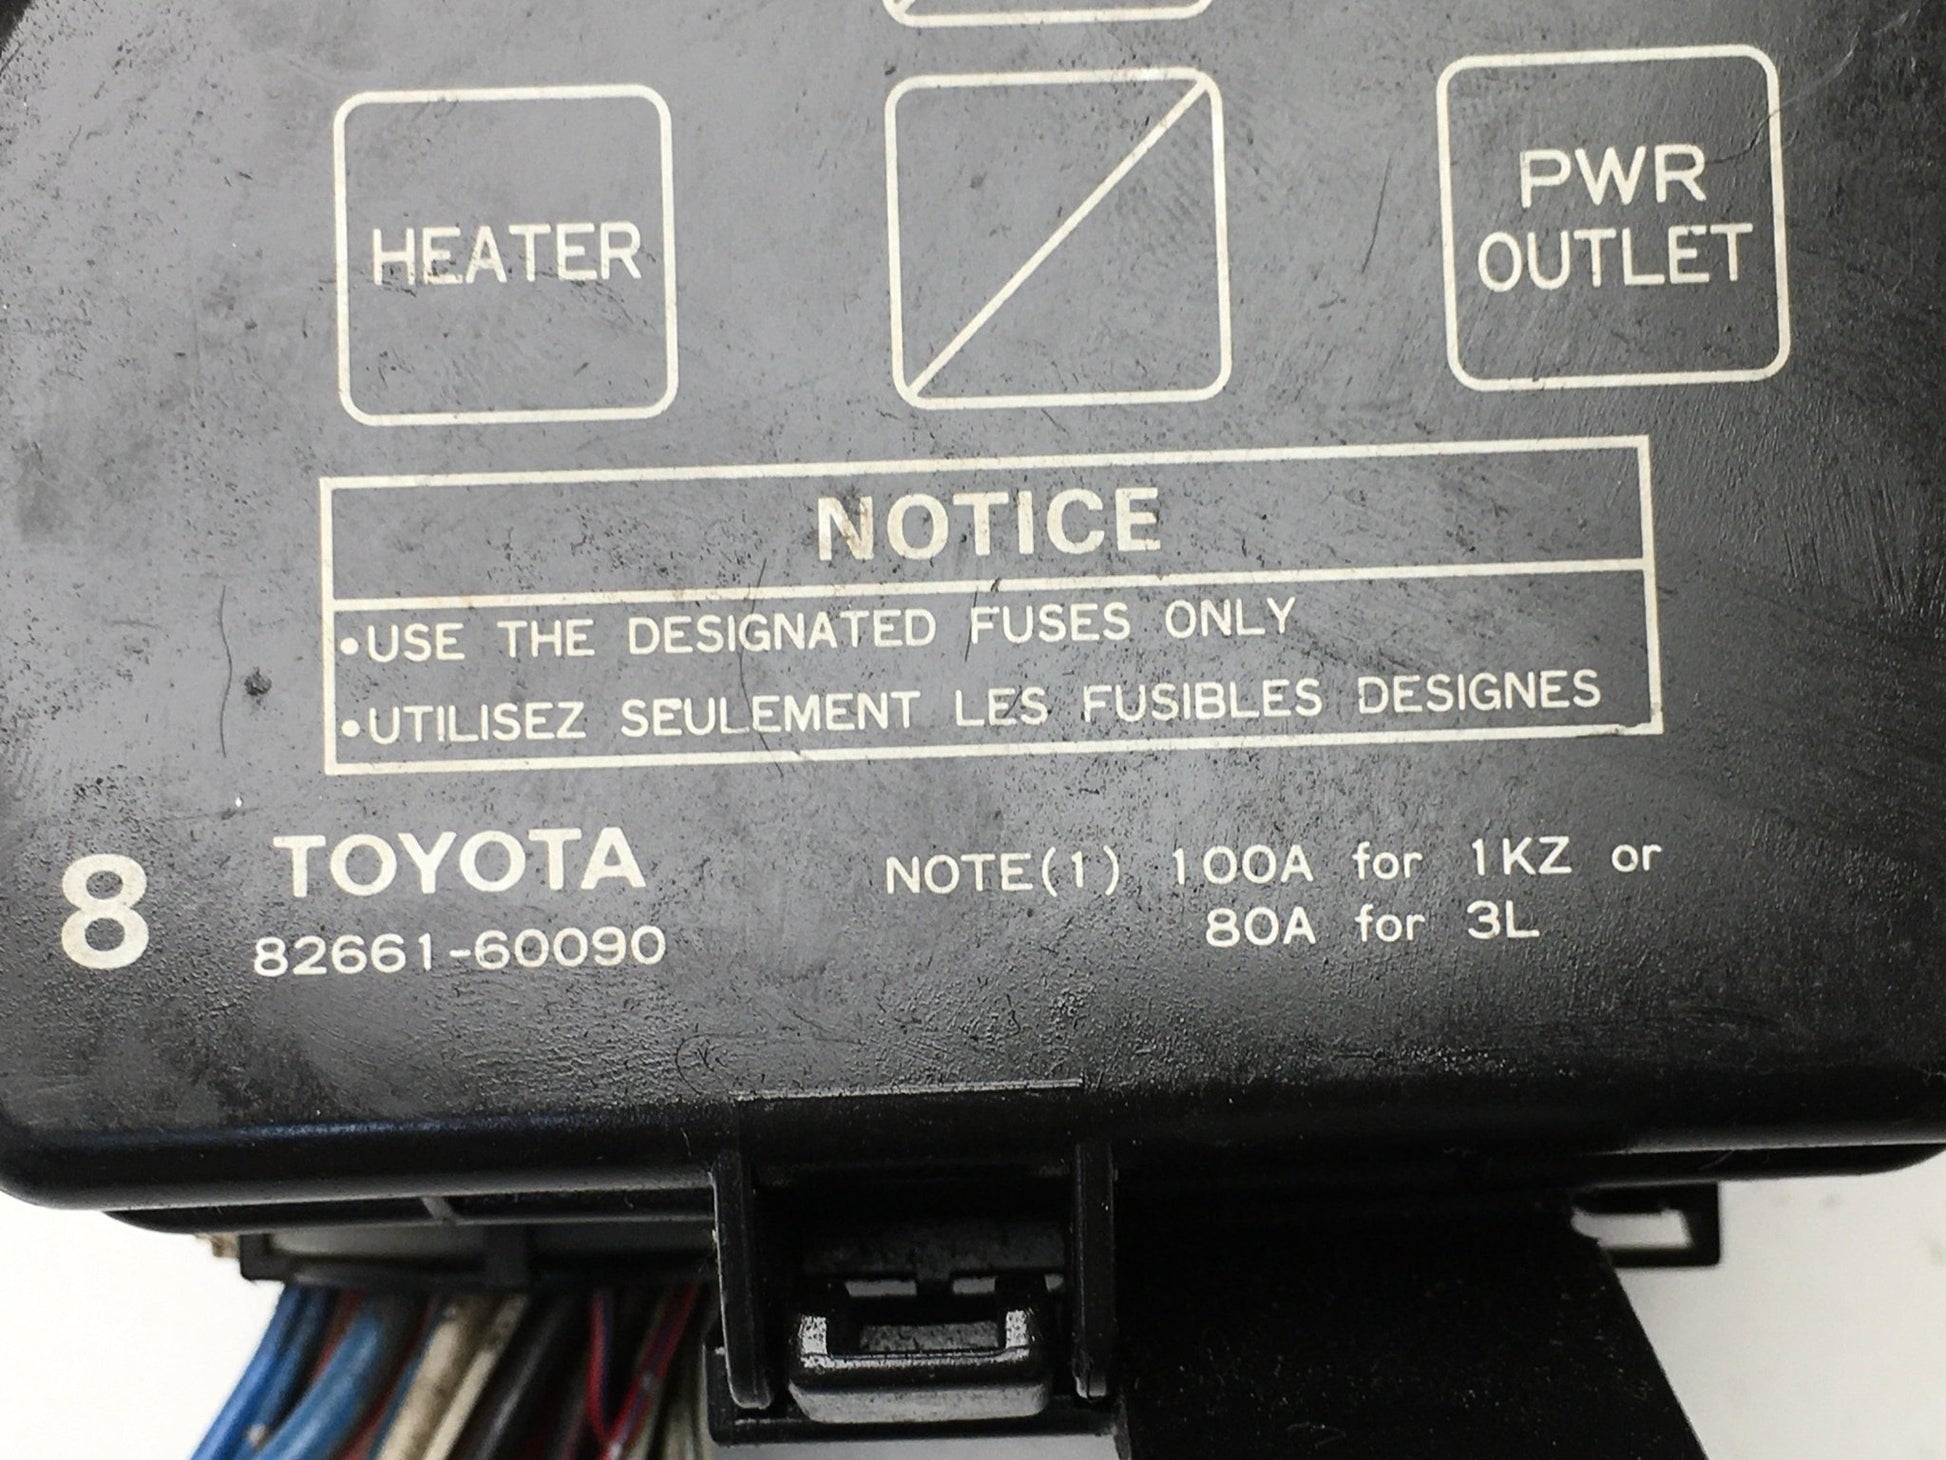 HEATER
PWR
OUTLET
NOTICE
•USE THE DESIGNATED FUSES ONLY
•UTILISEZ SEULEMENT LES FUSIBLES DESIGNES
8
TOYOTA
82661-60090
NOTE(1) 100A for 1KZ or
80A for 3L